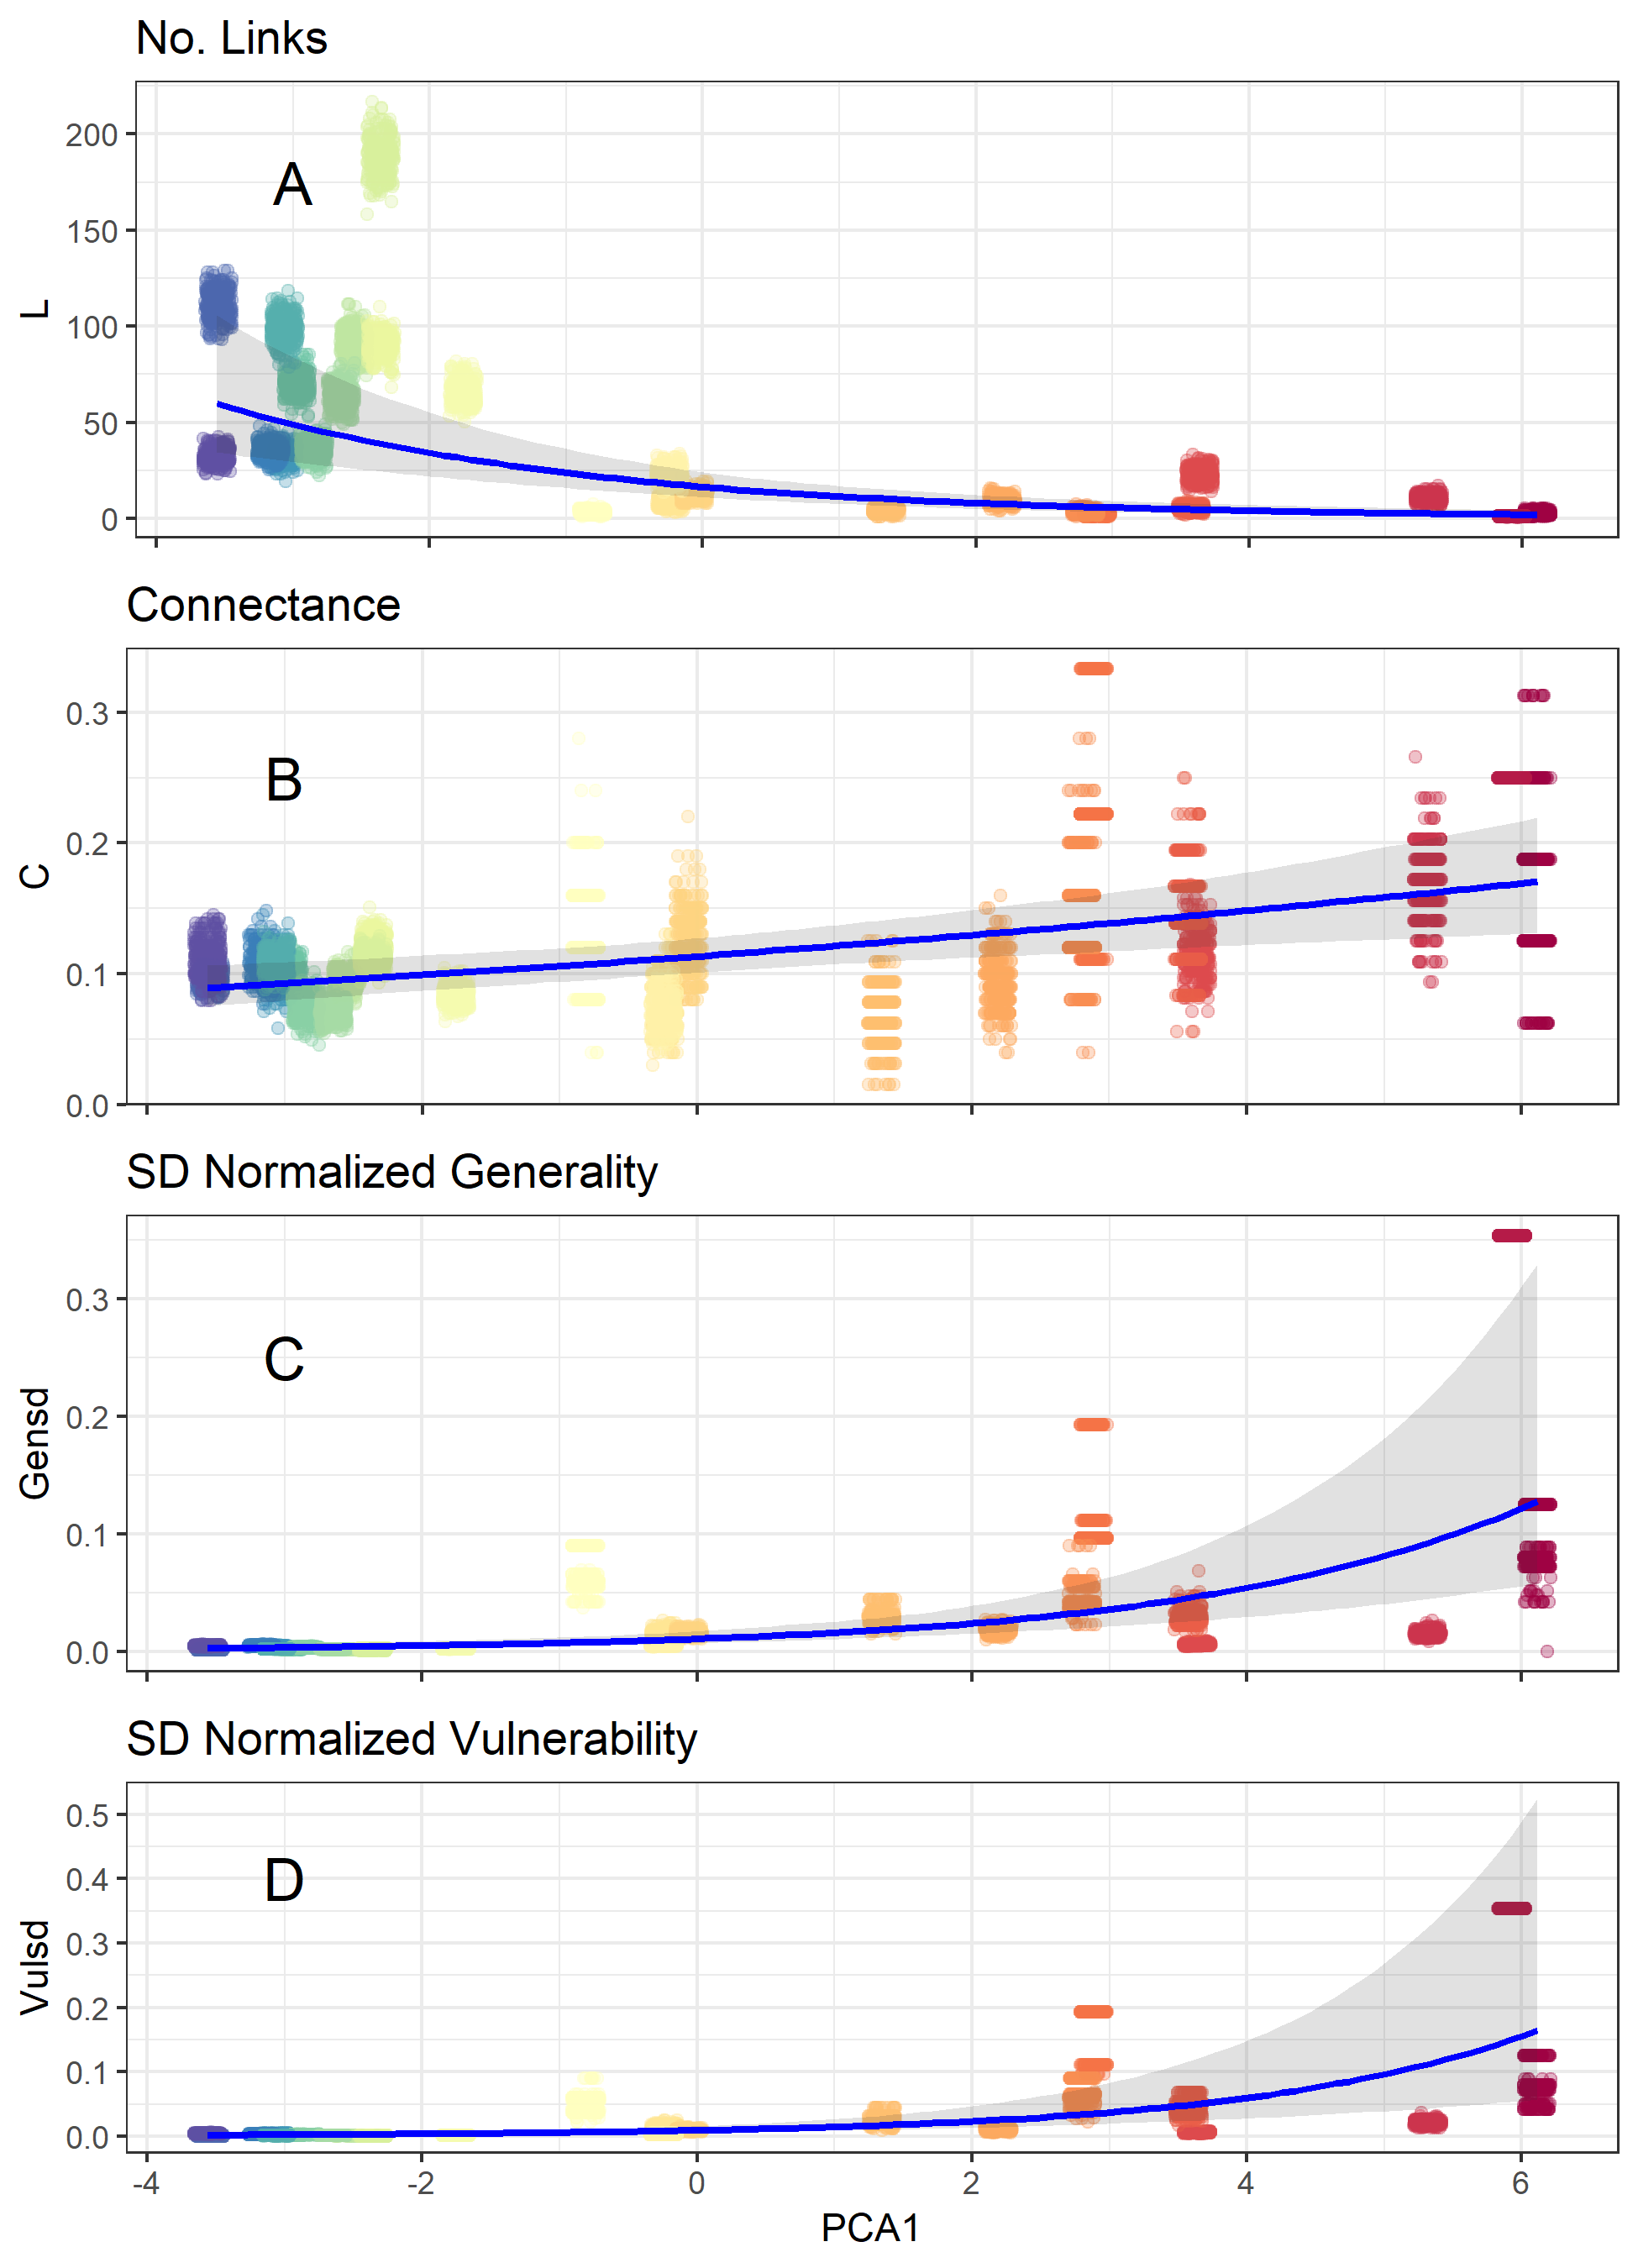 No. Links
200
150
100
50
0
L
A
Connectance
0.3
0.2
0.1
0.0
C
B
SD Normalized Generality
0.3
0.2
0.1
0.0
Gensd
C
SD Normalized Vulnerability
0.5
0.4
0.3
0.2
0.1
0.0
Vulsd
D
-4 -2 0 2 4 6
PCA1